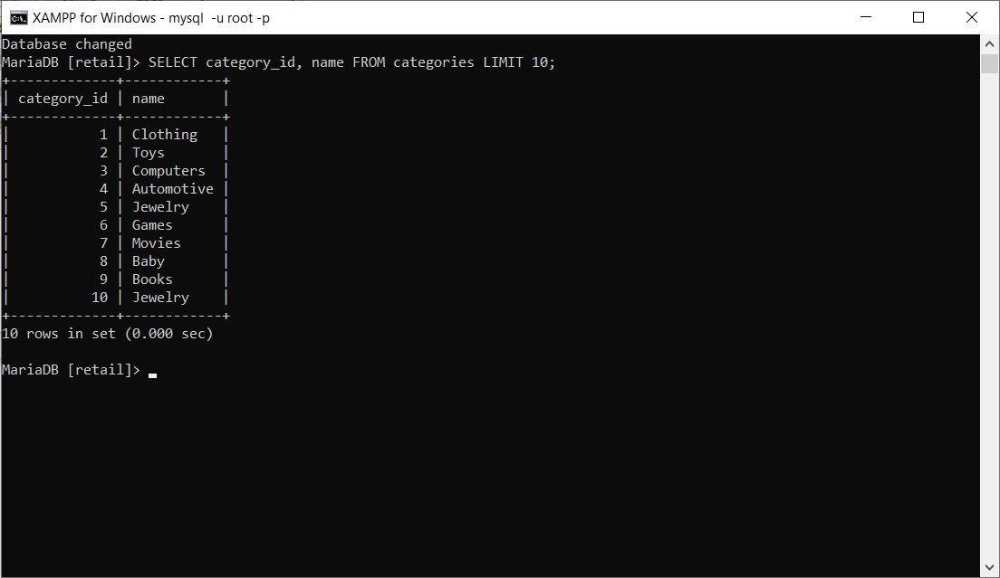 XAMPP for Windows - mysql  -u root -p
Database changed
MariaDB [retail]> SELECT category_id, name FROM categories LIMIT 10;
+-------------+------------+
| category_id | name       |
+-------------+------------+
|           1 | Clothing   |
|           2 | Toys       |
|           3 | Computers  |
|           4 | Automotive |
|           5 | Jewelry    |
|           6 | Games      |
|           7 | Movies     |
|           8 | Baby       |
|           9 | Books      |
|          10 | Jewelry    |
+-------------+------------+
10 rows in set (0.000 sec)
MariaDB [retail]>